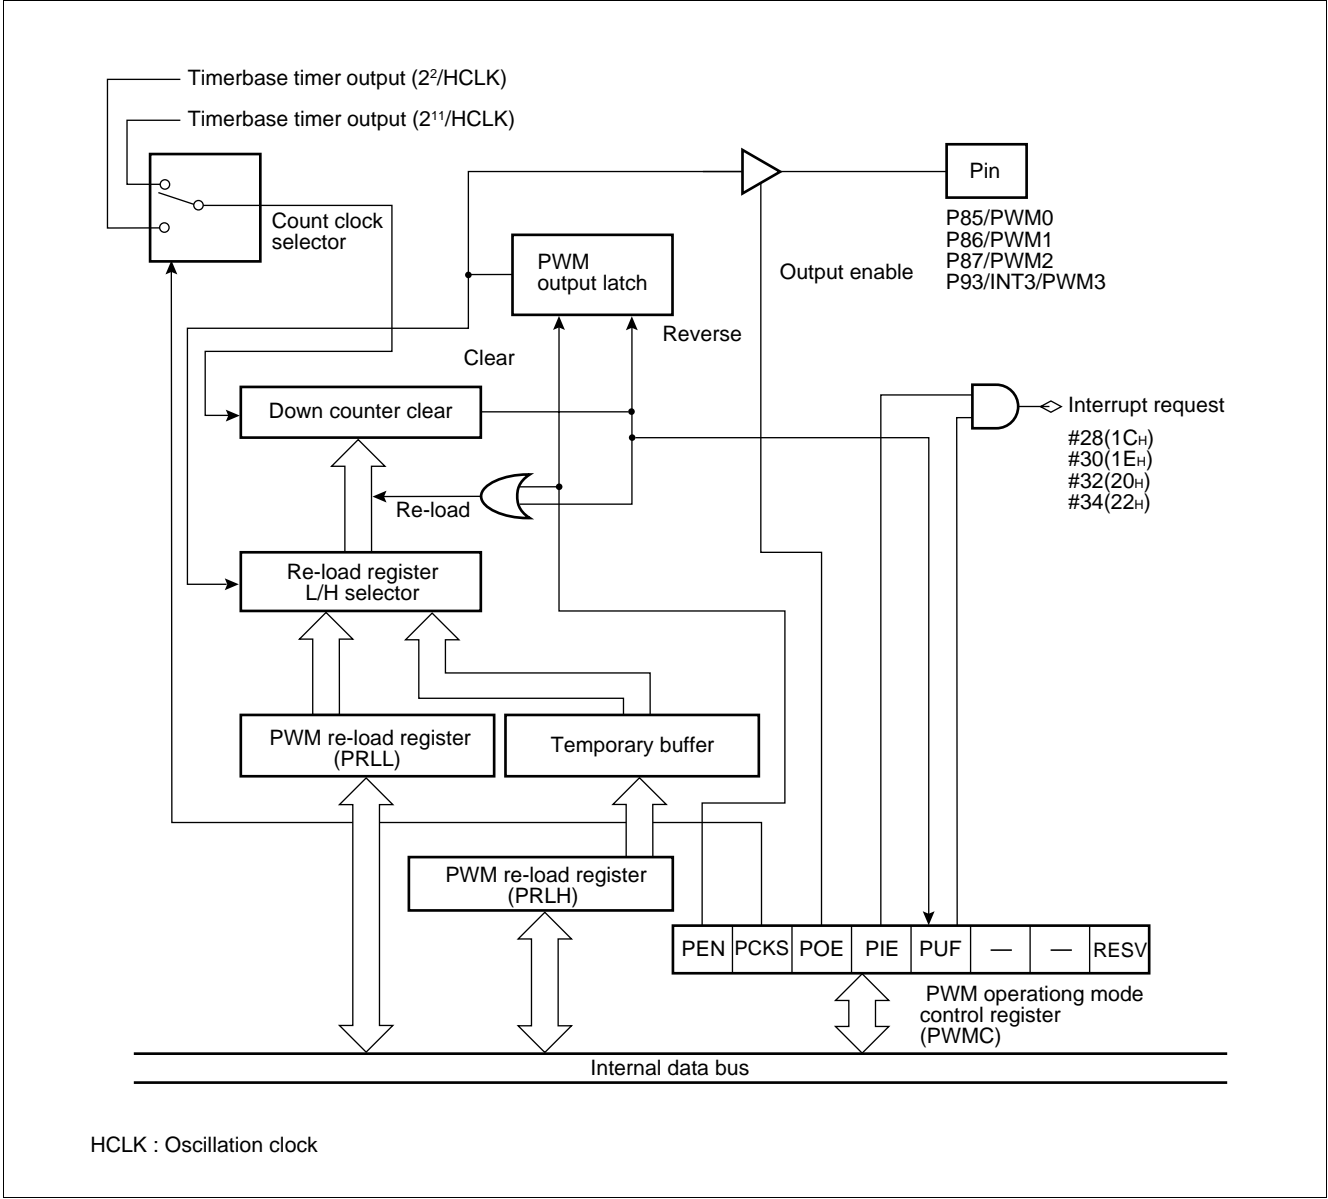 Timerbase timer output (2²/HCLK)
Timerbase timer output (2¹¹/HCLK)
Pin
Count clock
selector
P85/PWM0
P86/PWM1
P87/PWM2
P93/INT3/PWM3
PWM
output latch
Output enable
Reverse
Clear
Down counter clear
Interrupt request
#28(1CH)
#30(1EH)
#32(20H)
#34(22H)
Re-load
Re-load register
L/H selector
PWM re-load register
(PRLL)
Temporary buffer
PWM re-load register
(PRLH)
PEN PCKS POE PIE PUF — — RESV
PWM operationg mode
control register
(PWMC)
Internal data bus
HCLK : Oscillation clock